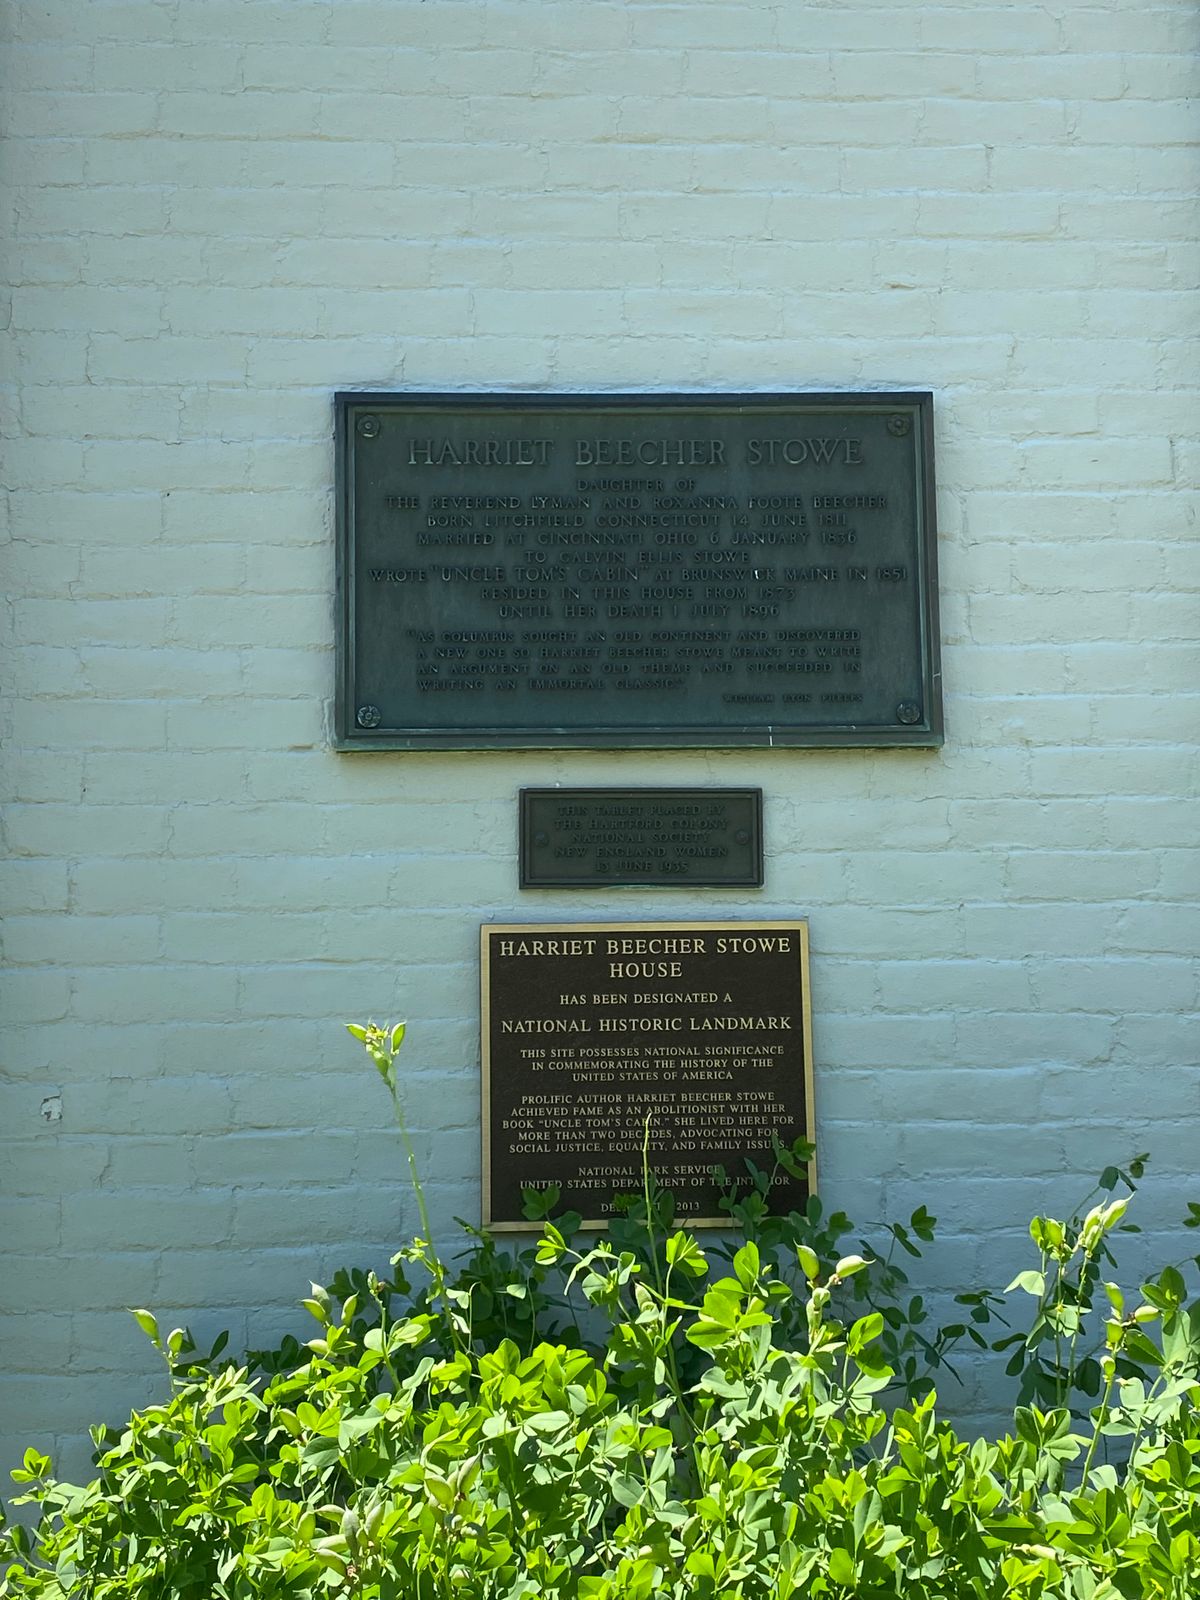 HARRIET BEECHER STOWE
DAUGHTER OF
THE REVEREND LYMAN AND ROXANNA FOOTE BEECHER
BORN LITCHFIELD CONNECTICUT 14 JUNE 1811
MARRIED AT CINCINNATI OHIO 6 JANUARY 1836
TO CALVIN ELLIS STOWE
WROTE "UNCLE TOM'S CABIN" AT BRUNSWICK MAINE IN 1851
RESIDED IN THIS HOUSE FROM 1873
UNTIL HER DEATH 1 JULY 1896
"AS COLUMBUS SOUGHT AN OLD CONTINENT AND DISCOVERED
A NEW ONE SO HARRIET BEECHER STOWE MEANT TO WRITE
AN ARGUMENT ON AN OLD THEME AND SUCCEEDED IN
WRITING AN IMMORTAL CLASSIC"
WILLIAM LYON PHELPS
THIS TABLET PLACED BY
THE HARTFORD COLONY
NATIONAL SOCIETY
NEW ENGLAND WOMEN
13 JUNE 1935
HARRIET BEECHER STOWE
HOUSE
HAS BEEN DESIGNATED A
NATIONAL HISTORIC LANDMARK
THIS SITE POSSESSES NATIONAL SIGNIFICANCE
IN COMMEMORATING THE HISTORY OF THE
UNITED STATES OF AMERICA
PROLIFIC AUTHOR HARRIET BEECHER STOWE
ACHIEVED FAME AS AN ABOLITIONIST WITH HER
BOOK "UNCLE TOM'S CABIN." SHE LIVED HERE FOR
MORE THAN TWO DECADES, ADVOCATING FOR
SOCIAL JUSTICE, EQUALITY, AND FAMILY ISSUES.
NATIONAL PARK SERVICE
UNITED STATES DEPARTMENT OF THE INTERIOR
2013